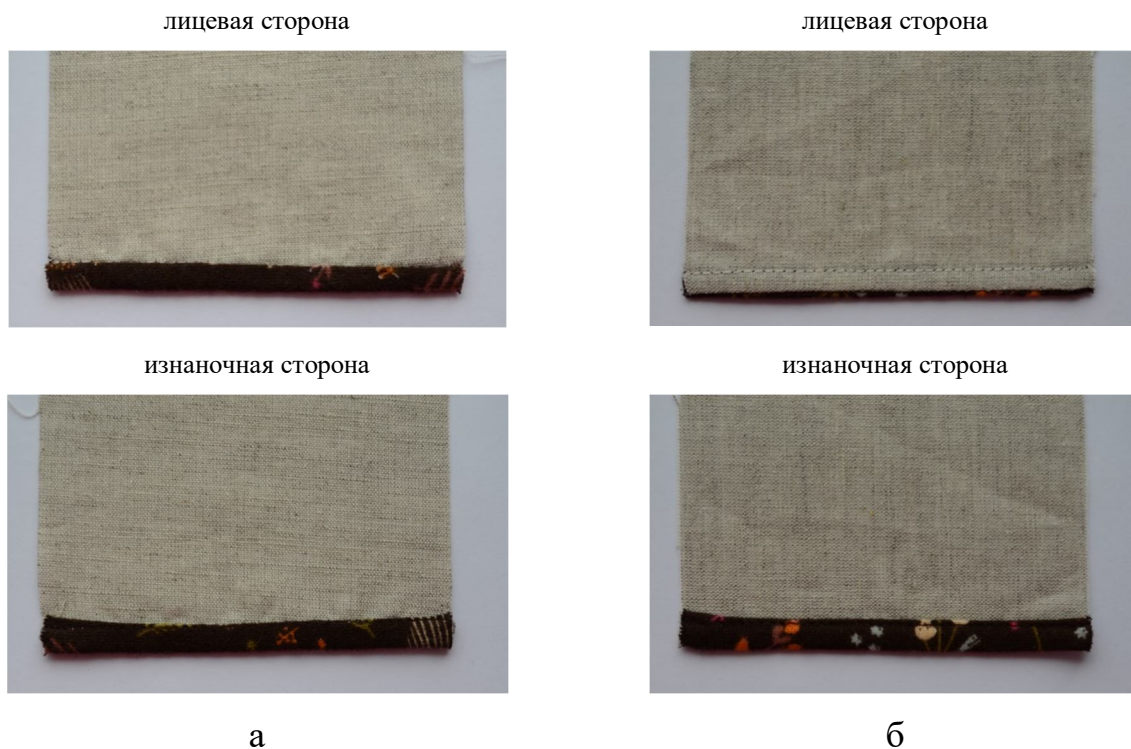 лицевая сторона
лицевая сторона
изнаночная сторона
изнаночная сторона
а
б